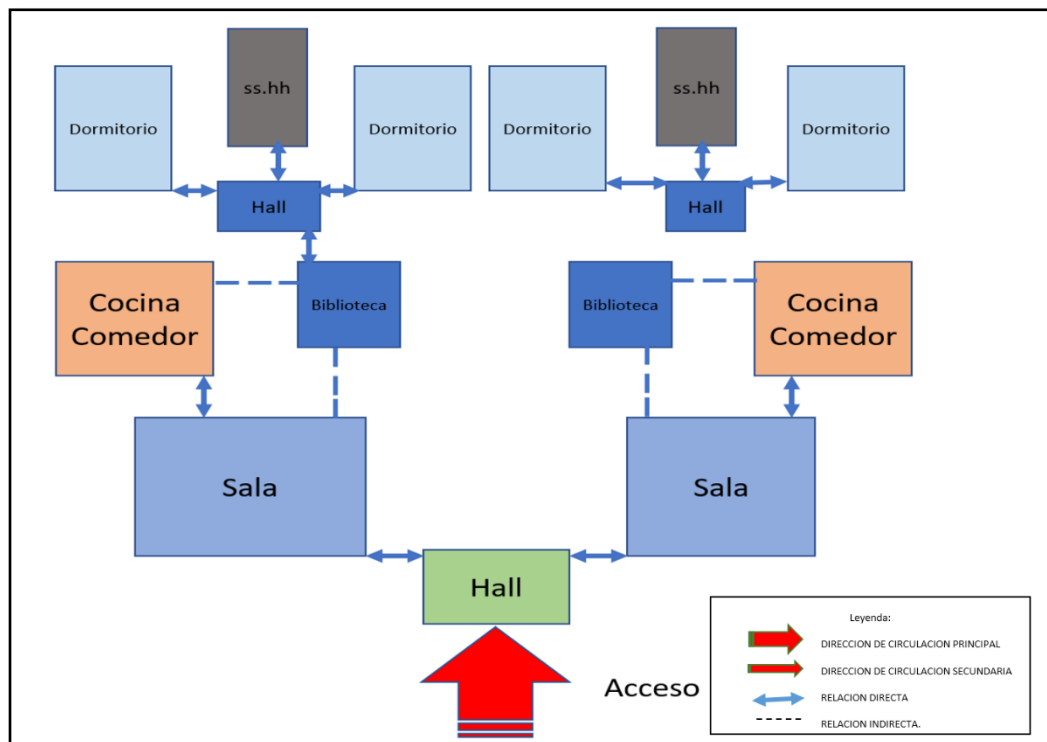 ss.hh
ss.hh
Dormitorio
Dormitorio
Dormitorio
Dormitorio
Hall
Hall
Cocina
Comedor
Biblioteca
Biblioteca
Cocina
Comedor
Sala
Sala
Hall
Acceso
Leyenda:
DIRECCION DE CIRCULACION PRINCIPAL
DIRECCION DE CIRCULACION SECUNDARIA
RELACION DIRECTA
RELACION INDIRECTA.